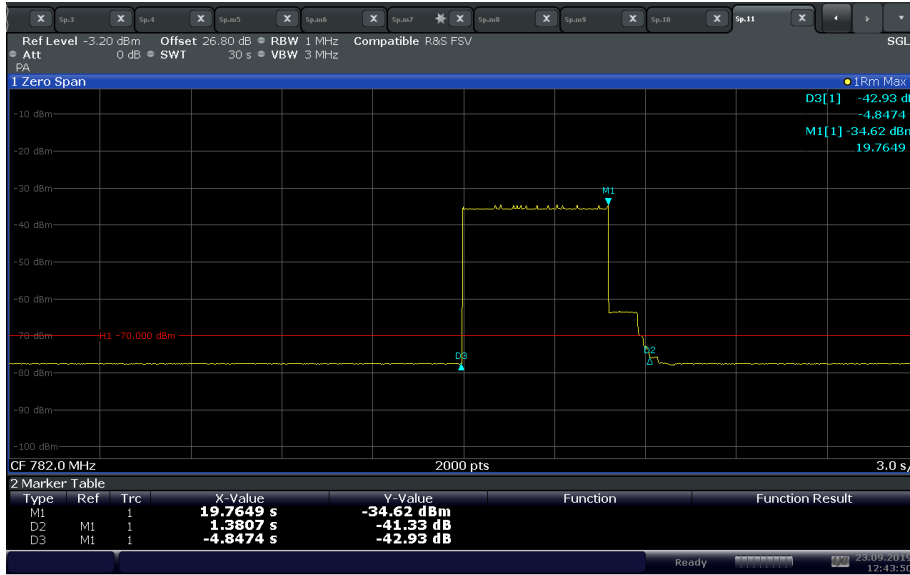 X Sp.3 X Sp.4 X Sp.m5 X Sp.m6 X Sp.m7 X Sp.m8 X Sp.m9 X Sp.10 X Sp.11 X
Ref Level -3.20 dBm Offset 26.80 dB RBW 1 MHz Compatible R&S FSV SGL
Att 0 dB SWT 30 s VBW 3 MHz
PA
1 Zero Span 1Rm Max
D3[1] -42.93 dB
-4.8474
-10 dBm
M1[1] -34.62 dBm
19.7649
-20 dBm
-30 dBm
M1
-40 dBm
-50 dBm
-60 dBm
-70 dBm
H1 -70.000 dBm
D2
D3
-80 dBm
-90 dBm
-100 dBm
CF 782.0 MHz 2000 pts 3.0 s/
2 Marker Table
Type Ref Trc X-Value Y-Value Function Function Result
M1 1 19.7649 s -34.62 dBm
D2 M1 1 1.3807 s -41.33 dB
D3 M1 1 -4.8474 s -42.93 dB
Ready 23.09.2019
12:43:50